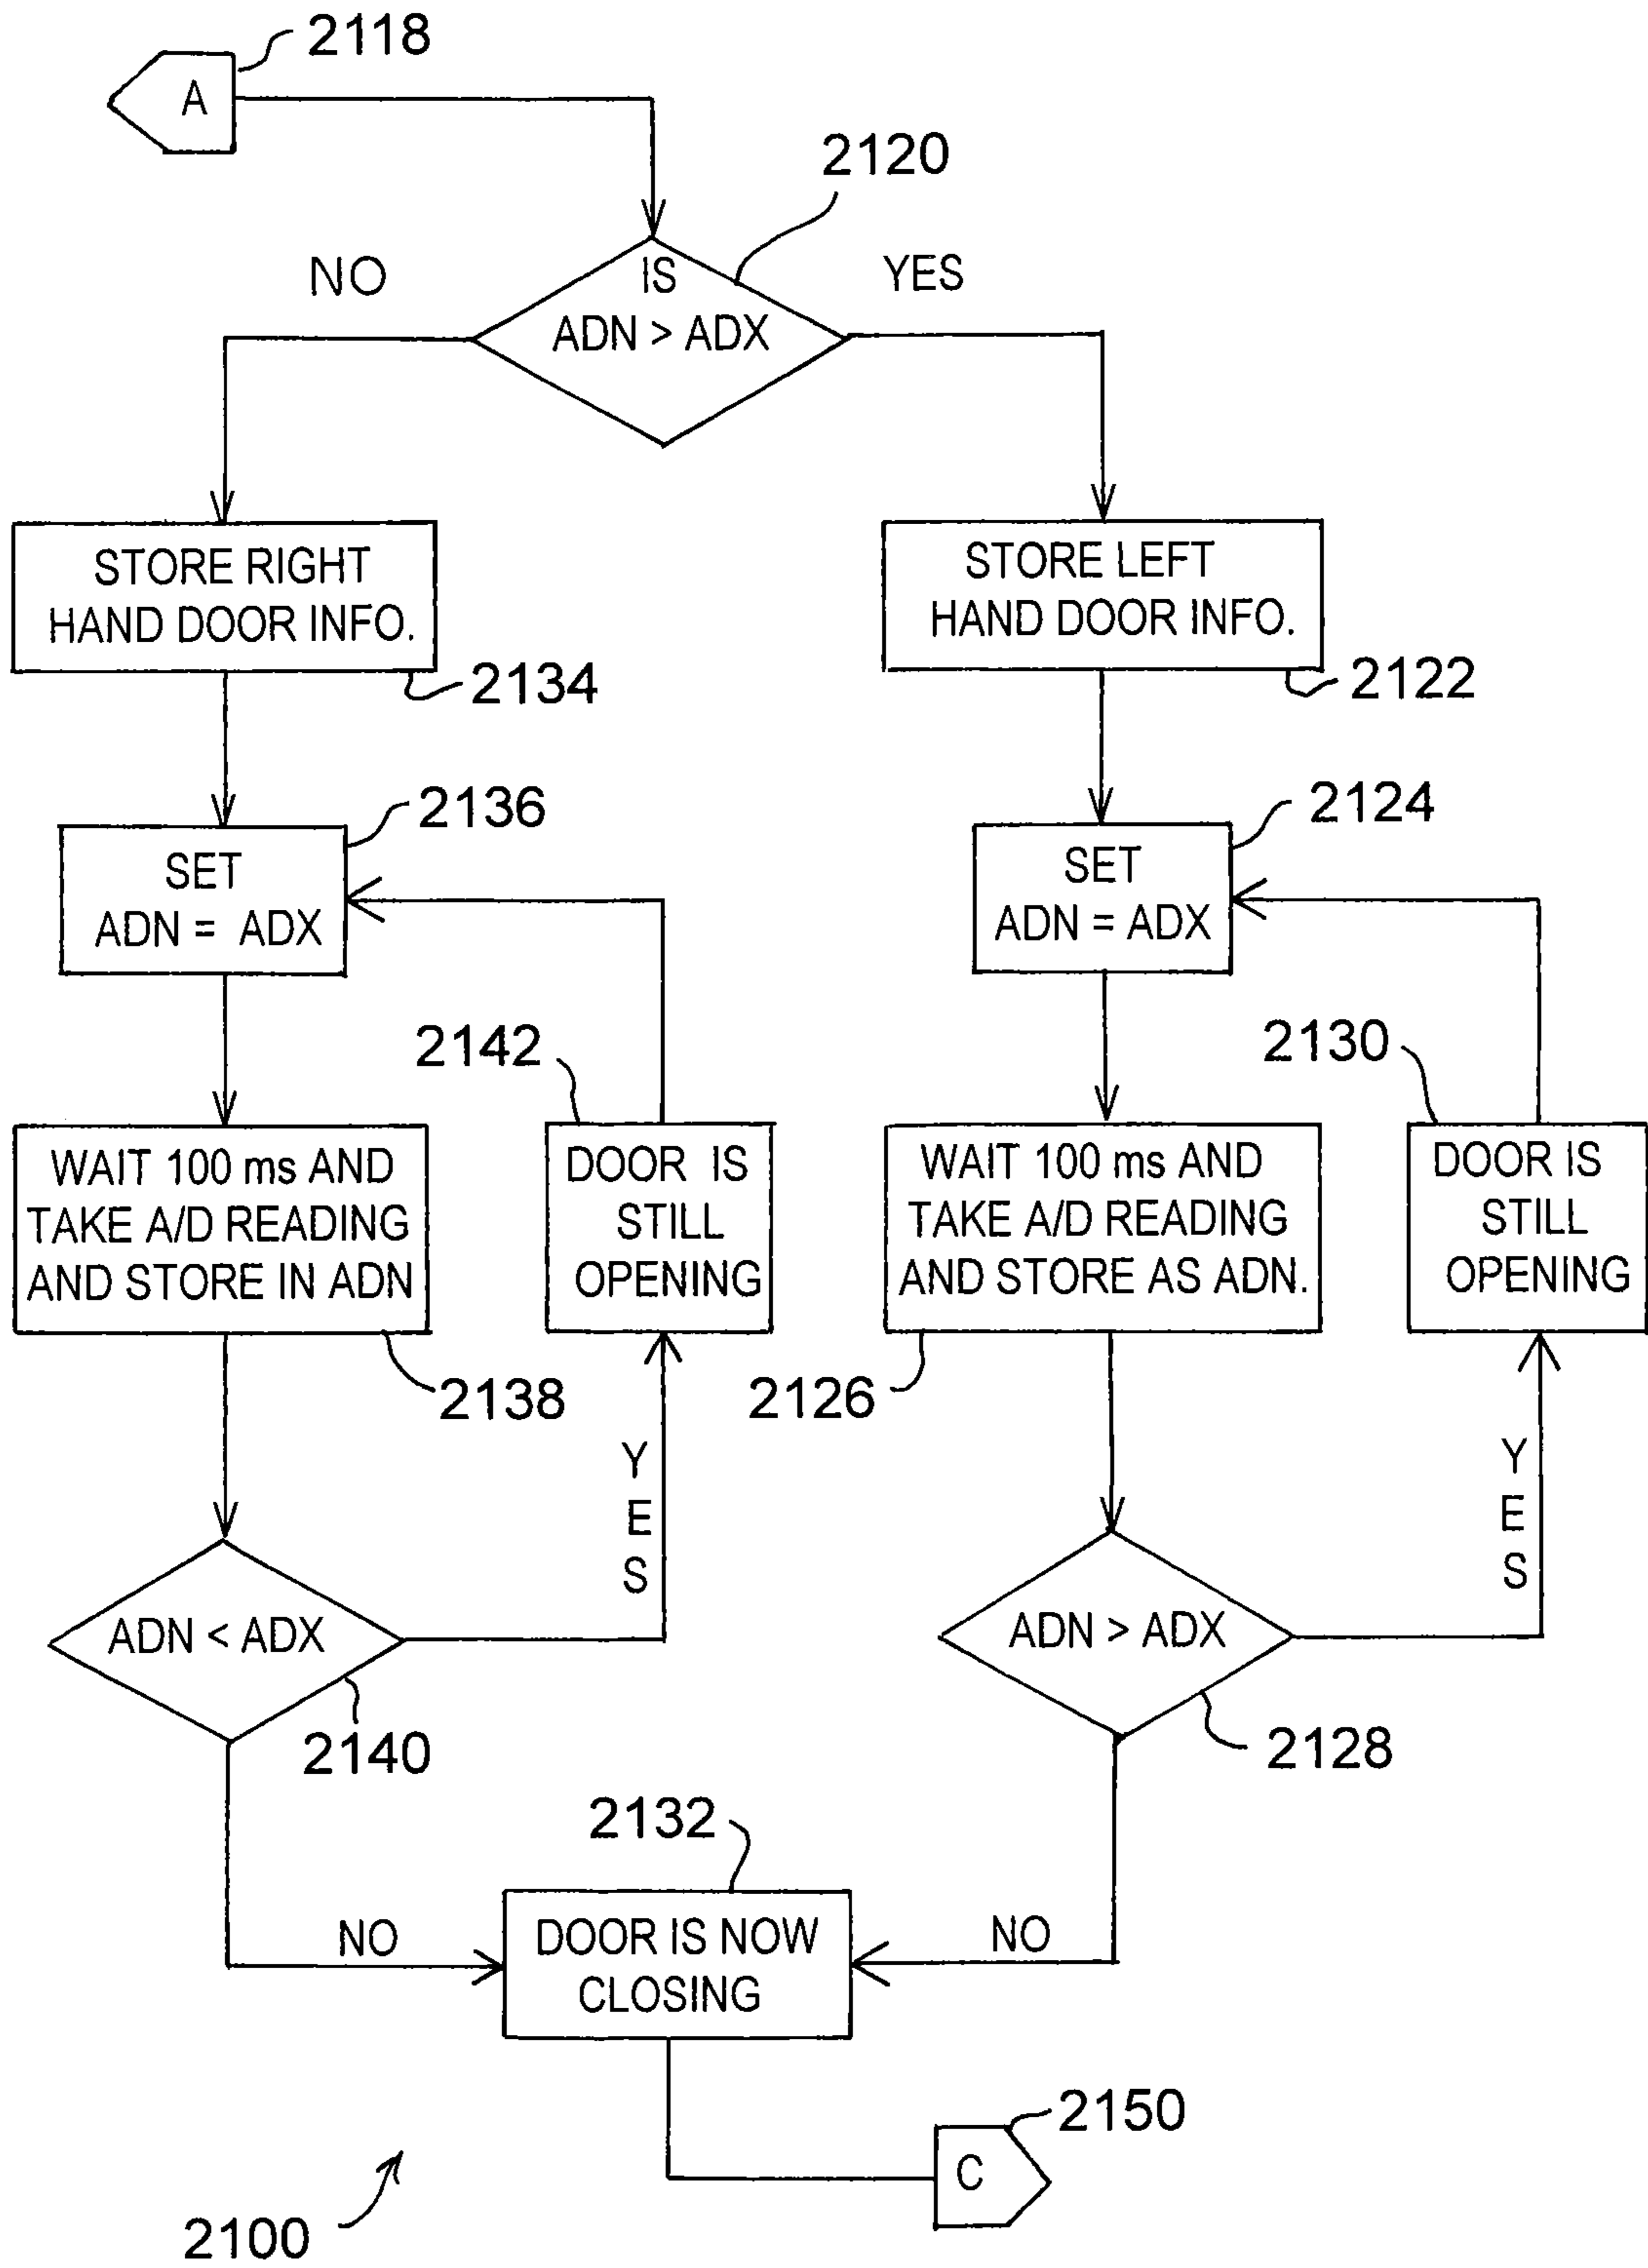 2118
A
2120
NO
YES
IS
ADN > ADX
STORE RIGHT
HAND DOOR INFO.
STORE LEFT
HAND DOOR INFO.
2134
2122
2136
2124
SET
ADN = ADX
SET
ADN = ADX
2142
2130
WAIT 100 ms AND
TAKE A/D READING
AND STORE IN ADN
DOOR IS
STILL
OPENING
WAIT 100 ms AND
TAKE A/D READING
AND STORE AS ADN.
DOOR IS
STILL
OPENING
2138
2126
YES
YES
ADN < ADX
ADN > ADX
2140
2128
2132
NO
DOOR IS NOW
CLOSING
NO
2150
C
2100